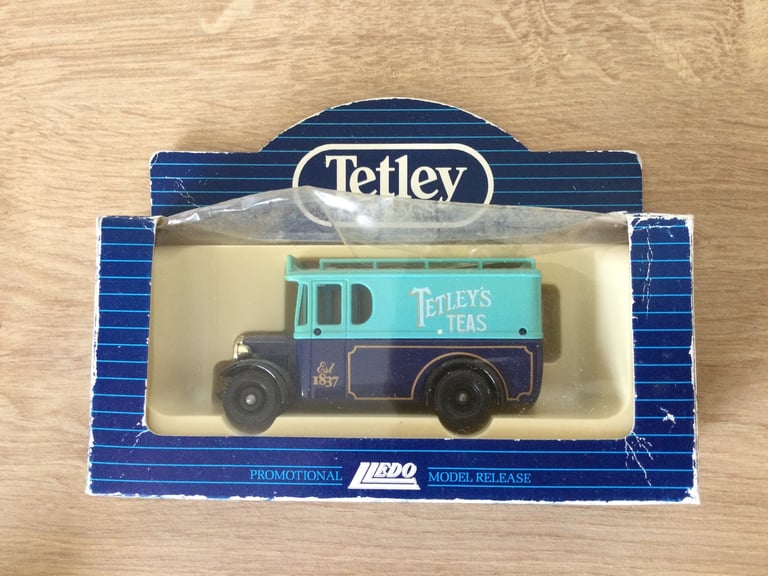 Tetley
TETLEY'S
TEAS
Est
1837
PROMOTIONAL LLEDO MODEL RELEASE